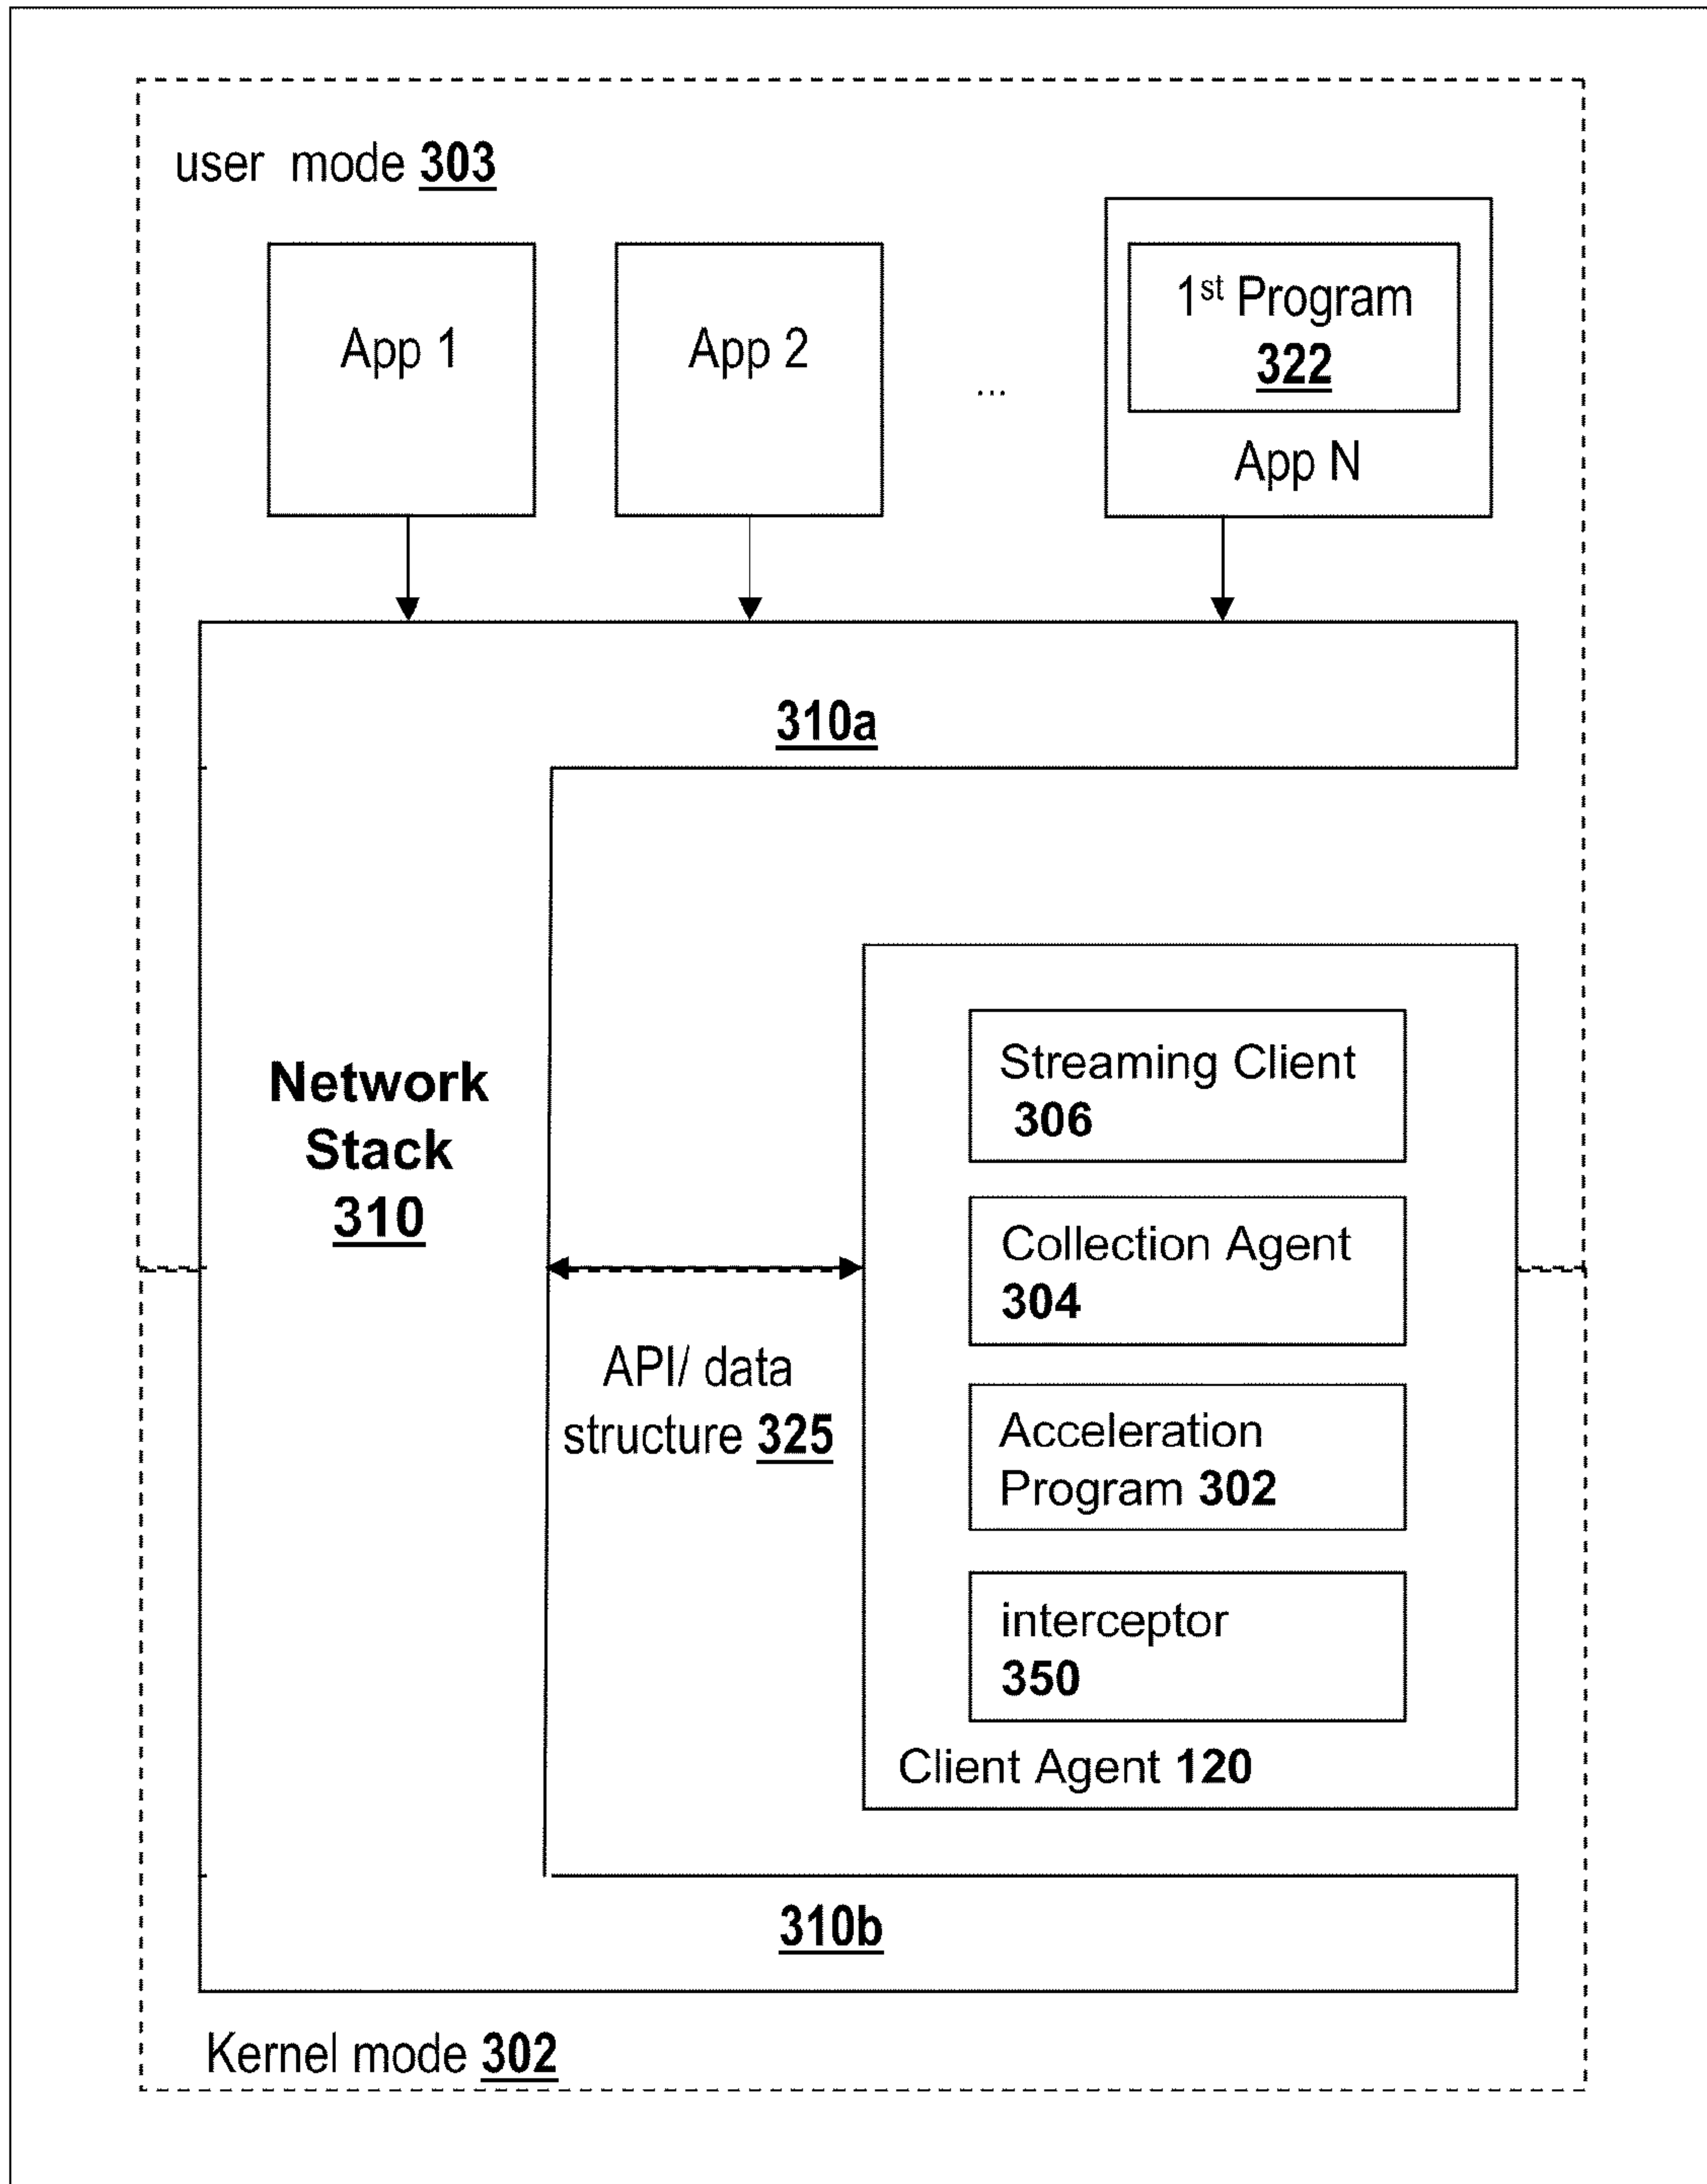 user mode 303
App 1
App 2
...
1st Program
322
App N
310a
Network
Stack
310
Streaming Client
306
Collection Agent
304
API/ data
structure 325
Acceleration
Program 302
interceptor
350
Client Agent 120
310b
Kernel mode 302